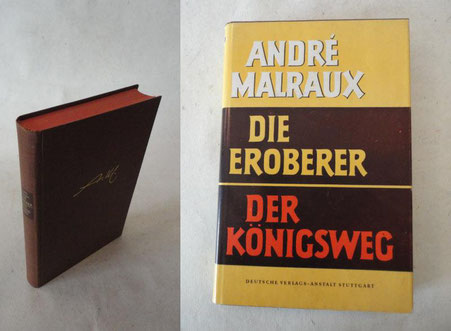 ANDRÉ
MALRAUX
DIE
EROBERER
DER
KÖNIGSWEG
DEUTSCHE VERLAGS-ANSTALT STUTTGART